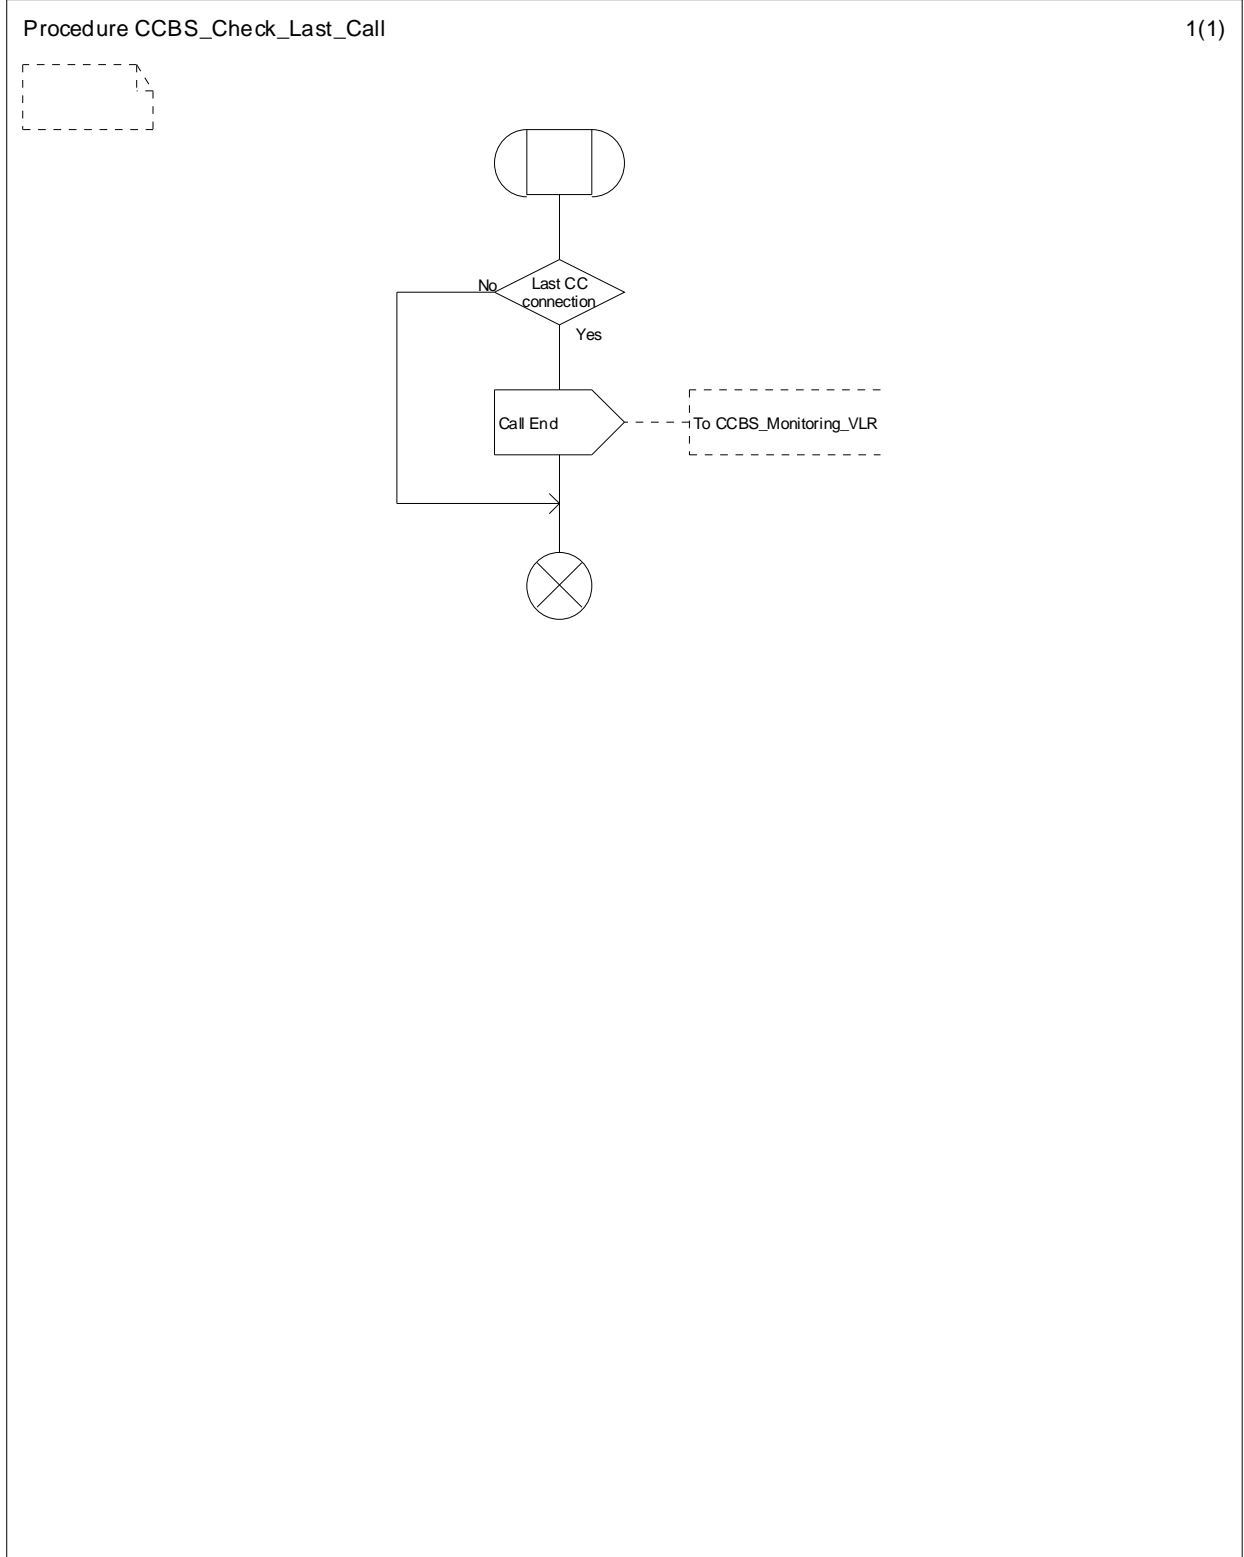 Procedure CCBS_Check_Last_Call
1(1)
No
Last CC
connection
Yes
Call End
To CCBS_Monitoring_VLR